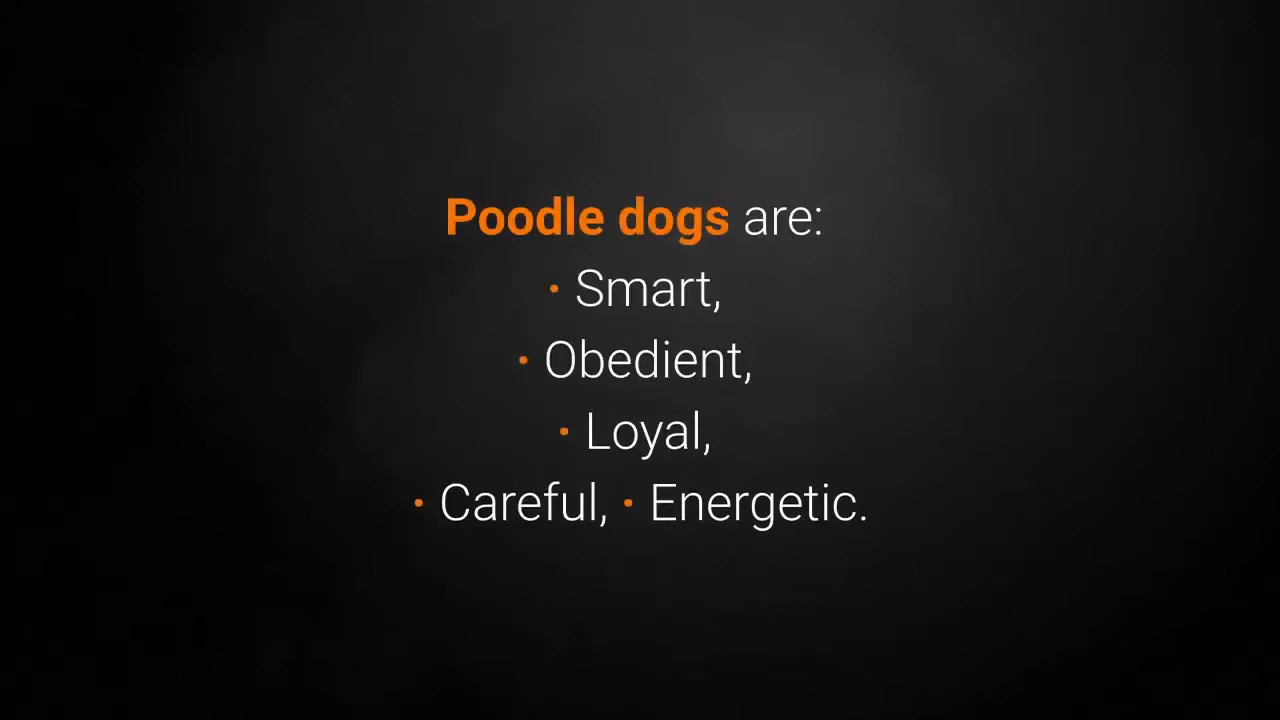 Poodle dogs are:
• Smart,
• Obedient,
• Loyal,
• Careful, • Energetic.